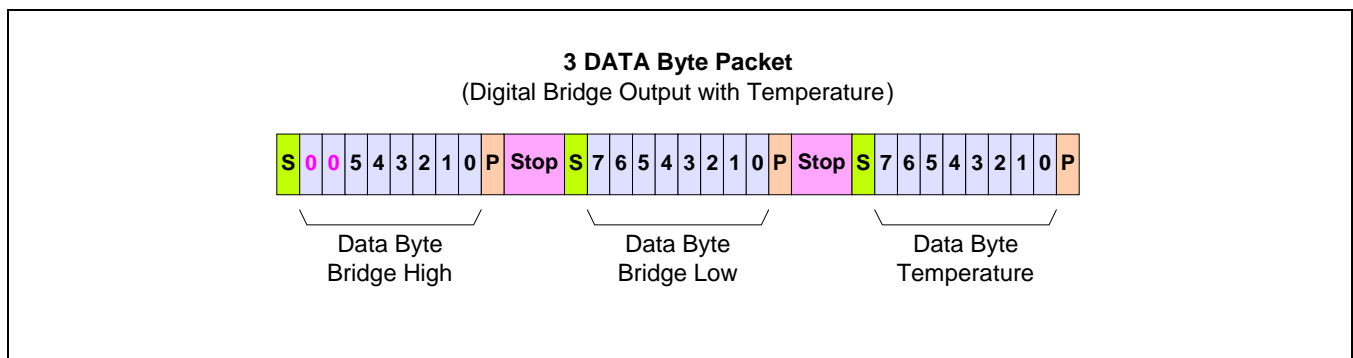 3 DATA Byte Packet
(Digital Bridge Output with Temperature)
S 0 0 5 4 3 2 1 0 P Stop S 7 6 5 4 3 2 1 0 P Stop S 7 6 5 4 3 2 1 0 P
Data Byte
Bridge High
Data Byte
Bridge Low
Data Byte
Temperature